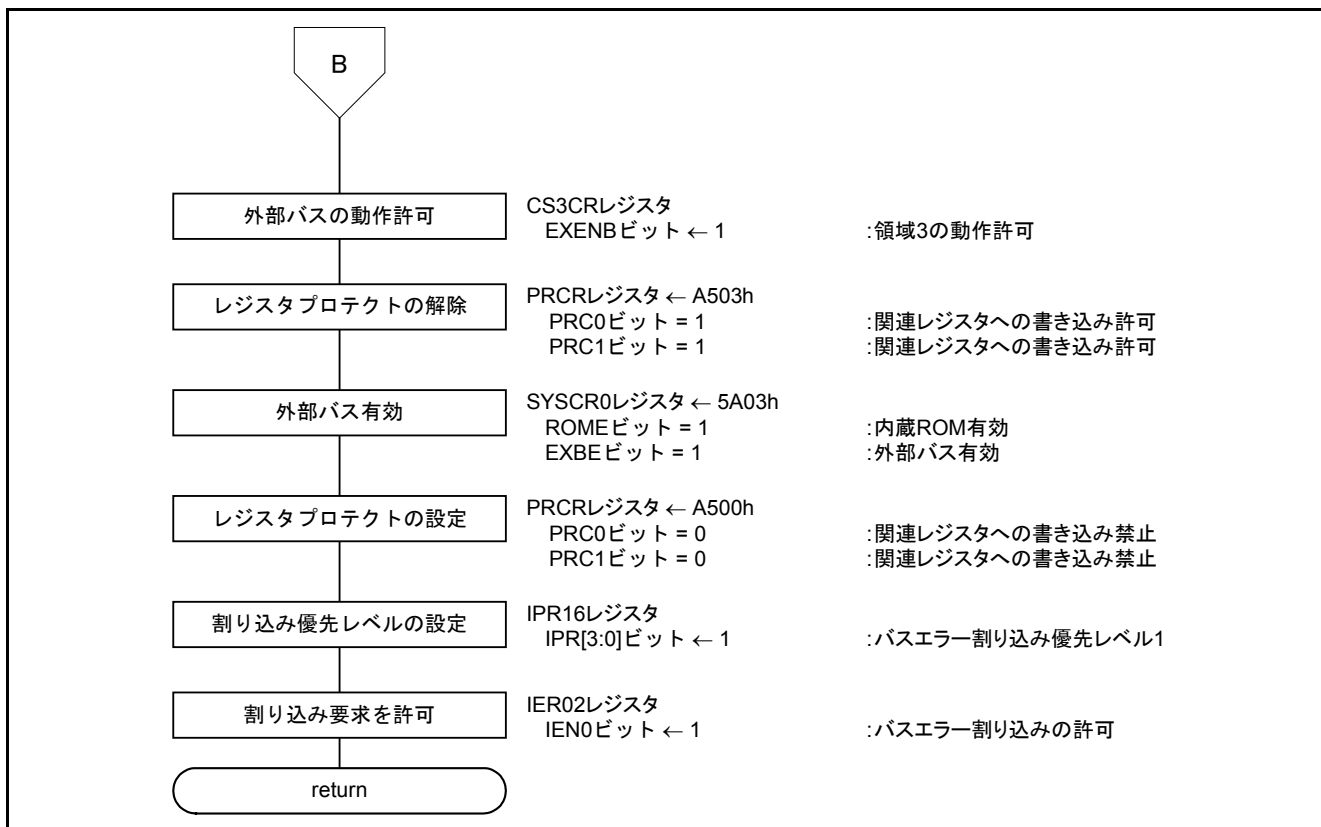 B
外部バスの動作許可
CS3CRレジスタ
EXENBビット ← 1 :領域3の動作許可
レジスタプロテクトの解除
PRCRレジスタ ← A503h
PRC0ビット = 1 :関連レジスタへの書き込み許可
PRC1ビット = 1 :関連レジスタへの書き込み許可
外部バス有効
SYSCR0レジスタ ← 5A03h
ROMEビット = 1 :内蔵ROM有効
EXBEビット = 1 :外部バス有効
レジスタプロテクトの設定
PRCRレジスタ ← A500h
PRC0ビット = 0 :関連レジスタへの書き込み禁止
PRC1ビット = 0 :関連レジスタへの書き込み禁止
割り込み優先レベルの設定
IPR16レジスタ
IPR[3:0]ビット ← 1 :バスエラー割り込み優先レベル1
割り込み要求を許可
IER02レジスタ
IEN0ビット ← 1 :バスエラー割り込みの許可
return